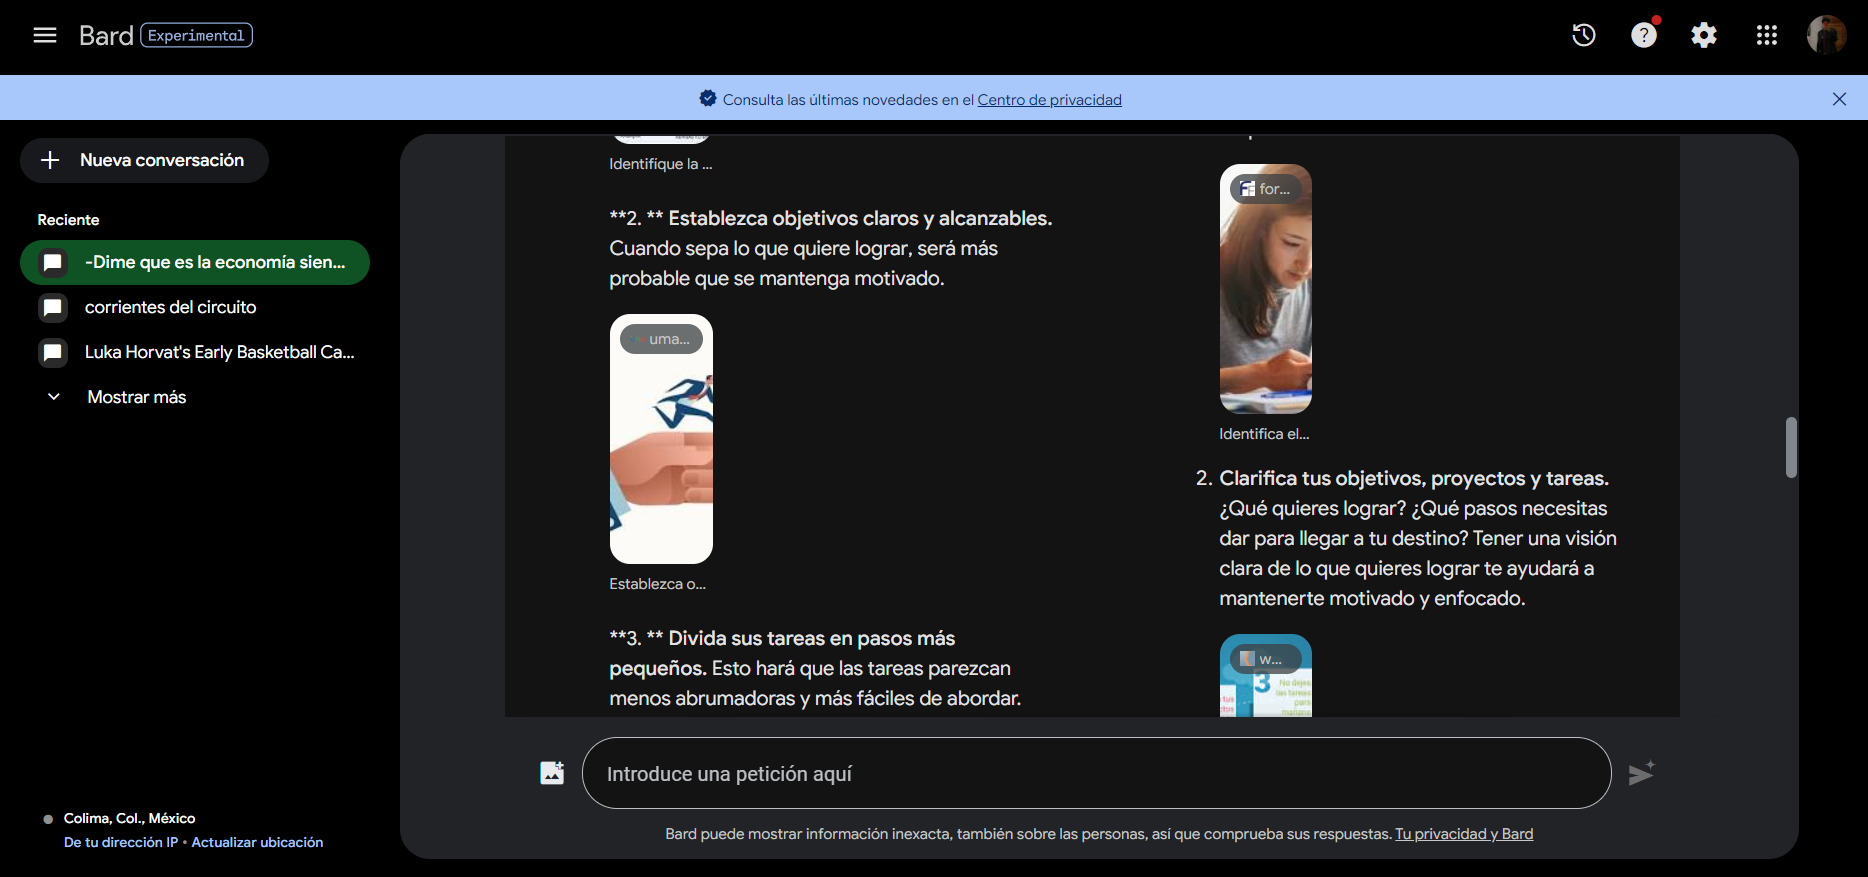 Bard Experimental
Consulta las últimas novedades en el Centro de privacidad
Nueva conversación
Reciente
-Dime que es la economía sien...
corrientes del circuito
Luka Horvat's Early Basketball Ca...
Mostrar más
Colima, Col., México
De tu dirección IP • Actualizar ubicación
Identifique la ...
**2. ** Establezca objetivos claros y alcanzables.
Cuando sepa lo que quiere lograr, será más
probable que se mantenga motivado.
uma...
Establezca o...
**3. ** Divida sus tareas en pasos más
pequeños. Esto hará que las tareas parezcan
menos abrumadoras y más fáciles de abordar.
for...
Identifica el...
2. Clarifica tus objetivos, proyectos y tareas.
¿Qué quieres lograr? ¿Qué pasos necesitas
dar para llegar a tu destino? Tener una visión
clara de lo que quieres lograr te ayudará a
mantenerte motivado y enfocado.
w...
3
No dejes
las tareas
para
mañana
Introduce una petición aquí
Bard puede mostrar información inexacta, también sobre las personas, así que comprueba sus respuestas. Tu privacidad y Bard